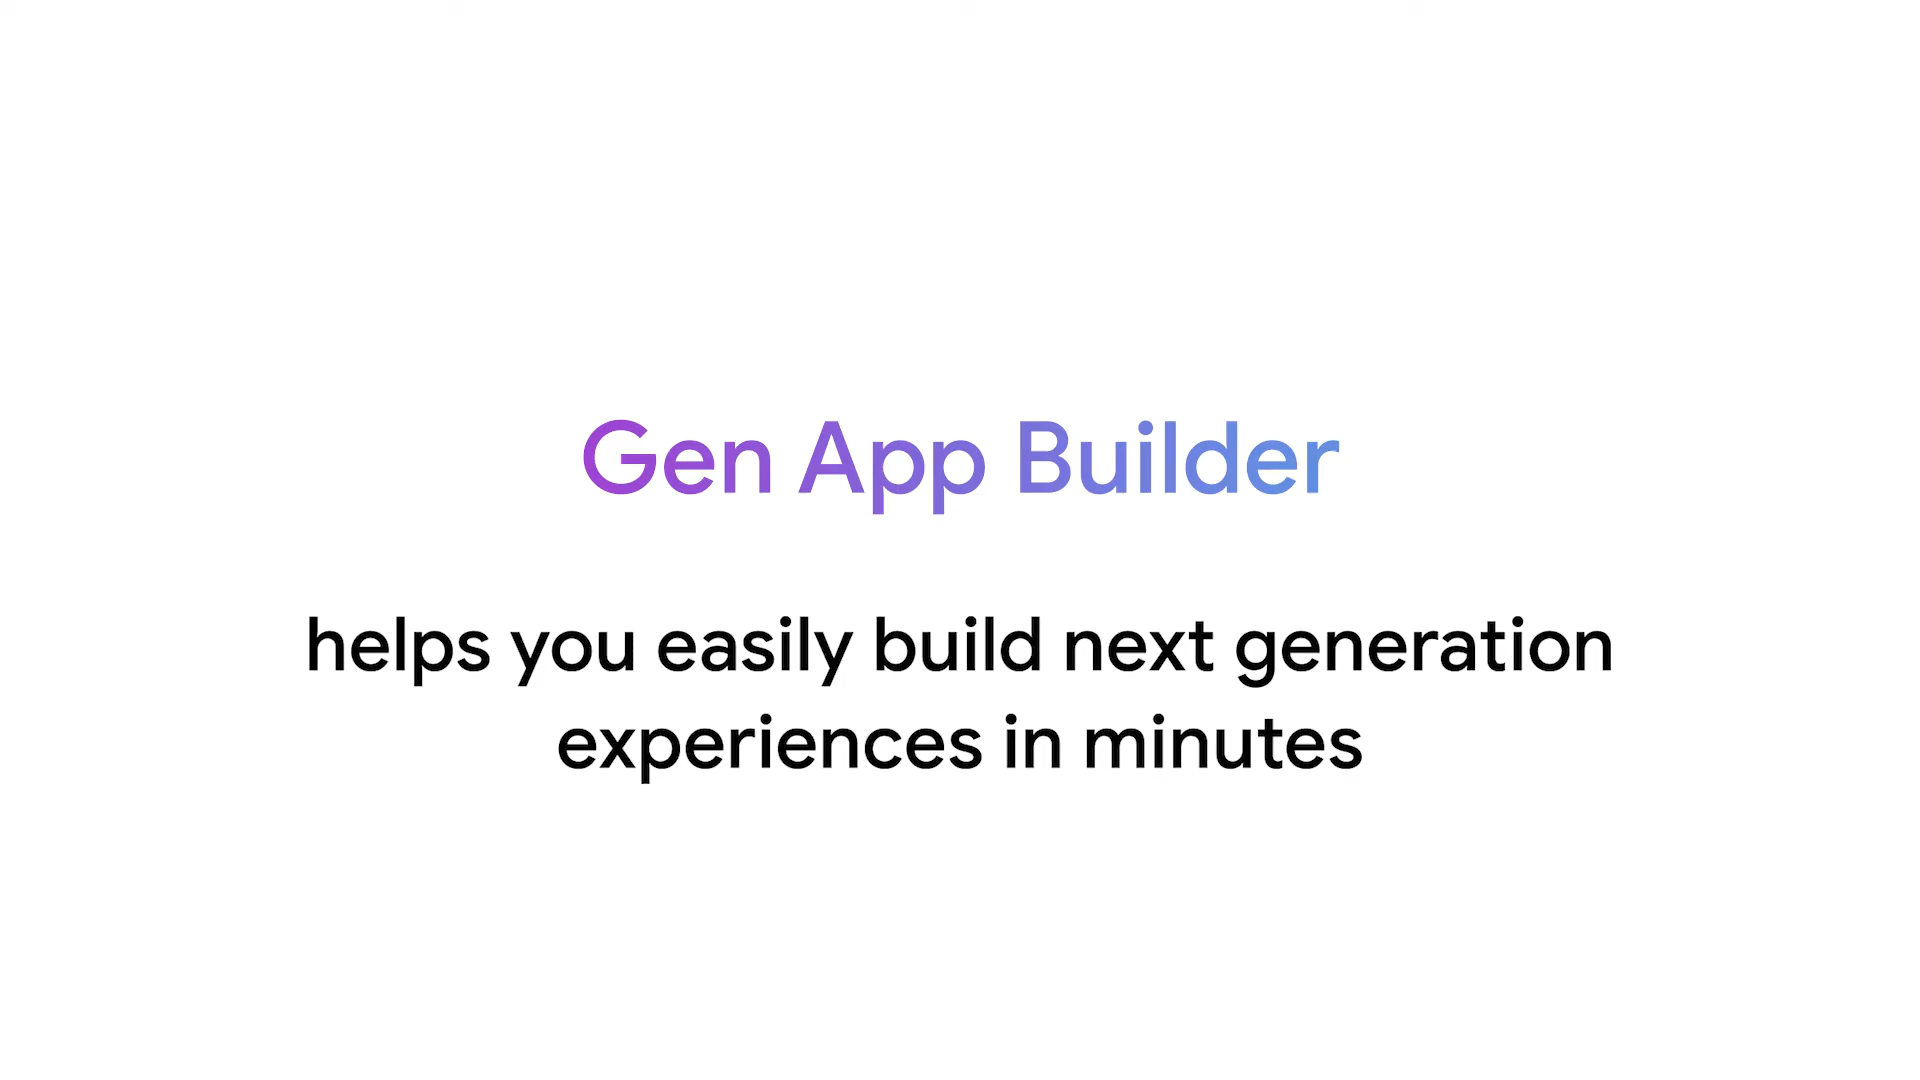 Gen App Builder
helps you easily build next generation
experiences in minutes